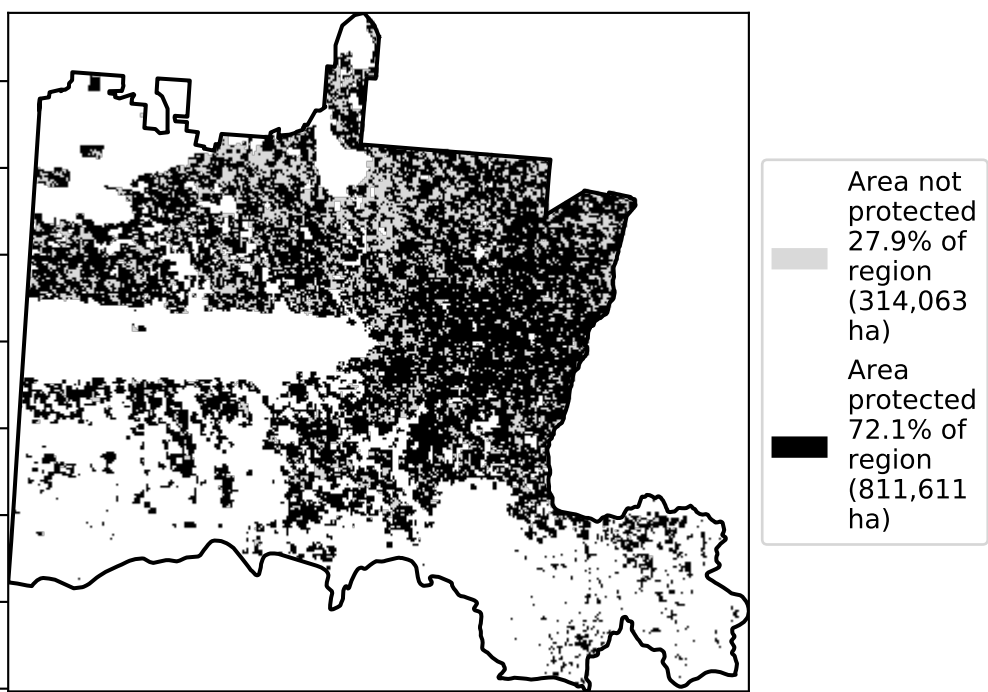 Area not
protected
27.9% of
region
(314,063
ha)
Area
protected
72.1% of
region
(811,611
ha)